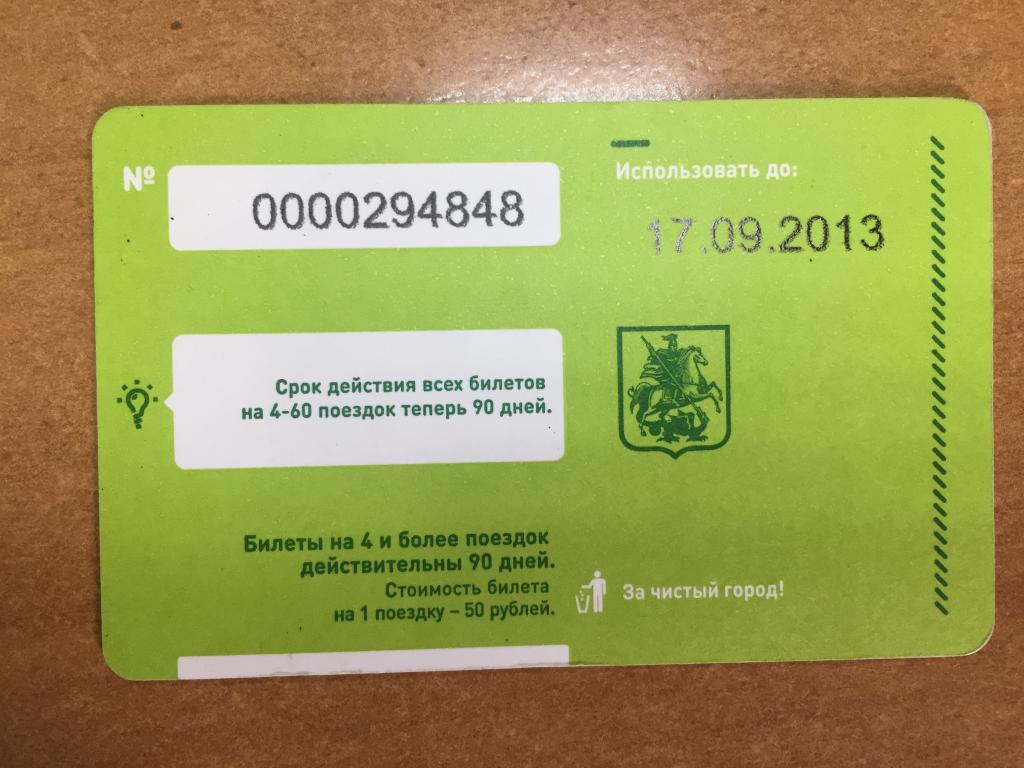 № 0000294848
Использовать до:
17.09.2013
Срок действия всех билетов
на 4-60 поездок теперь 90 дней.
Билеты на 4 и более поездок
действительны 90 дней.
Стоимость билета
на 1 поездку – 50 рублей.
За чистый город!